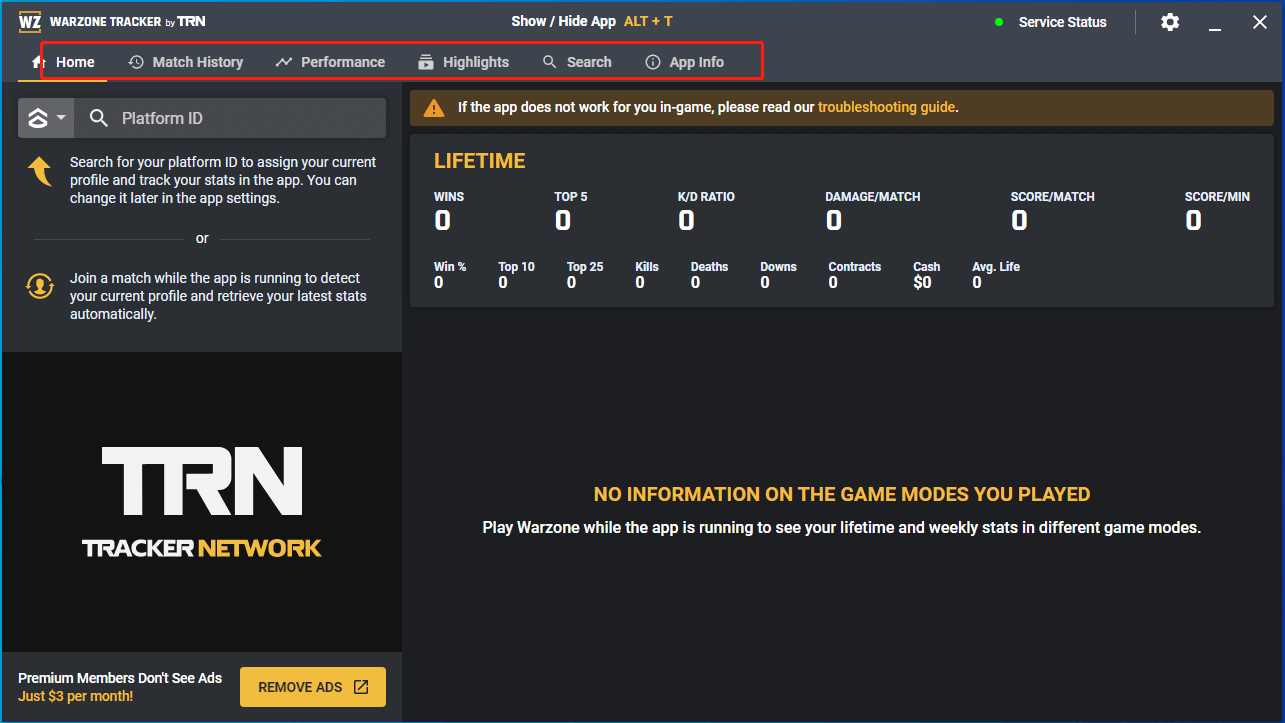 WZ WARZONE TRACKER by TRN Show / Hide App ALT + T Service Status
Home Match History Performance Highlights Search App Info
Platform ID
Search for your platform ID to assign your current
profile and track your stats in the app. You can
change it later in the app settings.
or
Join a match while the app is running to detect
your current profile and retrieve your latest stats
automatically.
TRN
TRACKER NETWORK
Premium Members Don't See Ads
Just $3 per month!
REMOVE ADS
If the app does not work for you in-game, please read our troubleshooting guide.
LIFETIME
WINS TOP 5 K/D RATIO DAMAGE/MATCH SCORE/MATCH SCORE/MIN
0 0 0 0 0 0
Win % Top 10 Top 25 Kills Deaths Downs Contracts Cash Avg. Life
0 0 0 0 0 0 0 $0 0
NO INFORMATION ON THE GAME MODES YOU PLAYED
Play Warzone while the app is running to see your lifetime and weekly stats in different game modes.